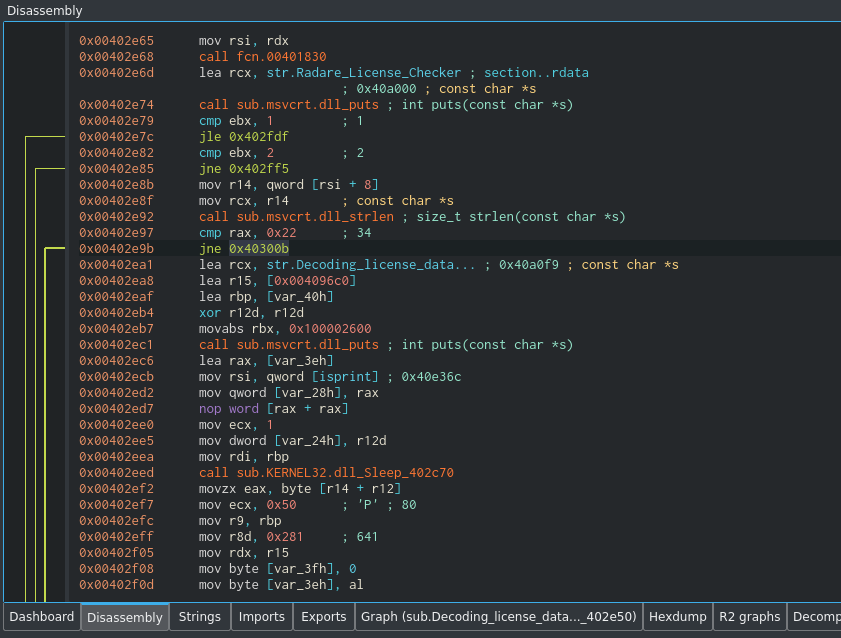 Disassembly
0x00402e65 mov rsi, rdx
0x00402e68 call fcn.00401830
0x00402e6d lea rcx, str.Radare_License_Checker ; section..rdata
; 0x40a000 ; const char *s
0x00402e74 call sub.msvcrt.dll_puts ; int puts(const char *s)
0x00402e79 cmp ebx, 1 ; 1
0x00402e7c jle 0x402fdf
0x00402e82 cmp ebx, 2 ; 2
0x00402e85 jne 0x402ff5
0x00402e8b mov r14, qword [rsi + 8]
0x00402e8f mov rcx, r14 ; const char *s
0x00402e92 call sub.msvcrt.dll_strlen ; size_t strlen(const char *s)
0x00402e97 cmp rax, 0x22 ; 34
0x00402e9b jne 0x40300b
0x00402ea1 lea rcx, str.Decoding_license_data... ; 0x40a0f9 ; const char *s
0x00402ea8 lea r15, [0x004096c0]
0x00402eaf lea rbp, [var_40h]
0x00402eb4 xor r12d, r12d
0x00402eb7 movabs rbx, 0x100002600
0x00402ec1 call sub.msvcrt.dll_puts ; int puts(const char *s)
0x00402ec6 lea rax, [var_3eh]
0x00402ecb mov rsi, qword [isprint] ; 0x40e36c
0x00402ed2 mov qword [var_28h], rax
0x00402ed7 nop word [rax + rax]
0x00402ee0 mov ecx, 1
0x00402ee5 mov dword [var_24h], r12d
0x00402eea mov rdi, rbp
0x00402eed call sub.KERNEL32.dll_Sleep_402c70
0x00402ef2 movzx eax, byte [r14 + r12]
0x00402ef7 mov ecx, 0x50 ; 'P' ; 80
0x00402efc mov r9, rbp
0x00402eff mov r8d, 0x281 ; 641
0x00402f05 mov rdx, r15
0x00402f08 mov byte [var_3fh], 0
0x00402f0d mov byte [var_3eh], al
Dashboard Disassembly Strings Imports Exports Graph (sub.Decoding_license_data..._402e50) Hexdump R2 graphs Decomp